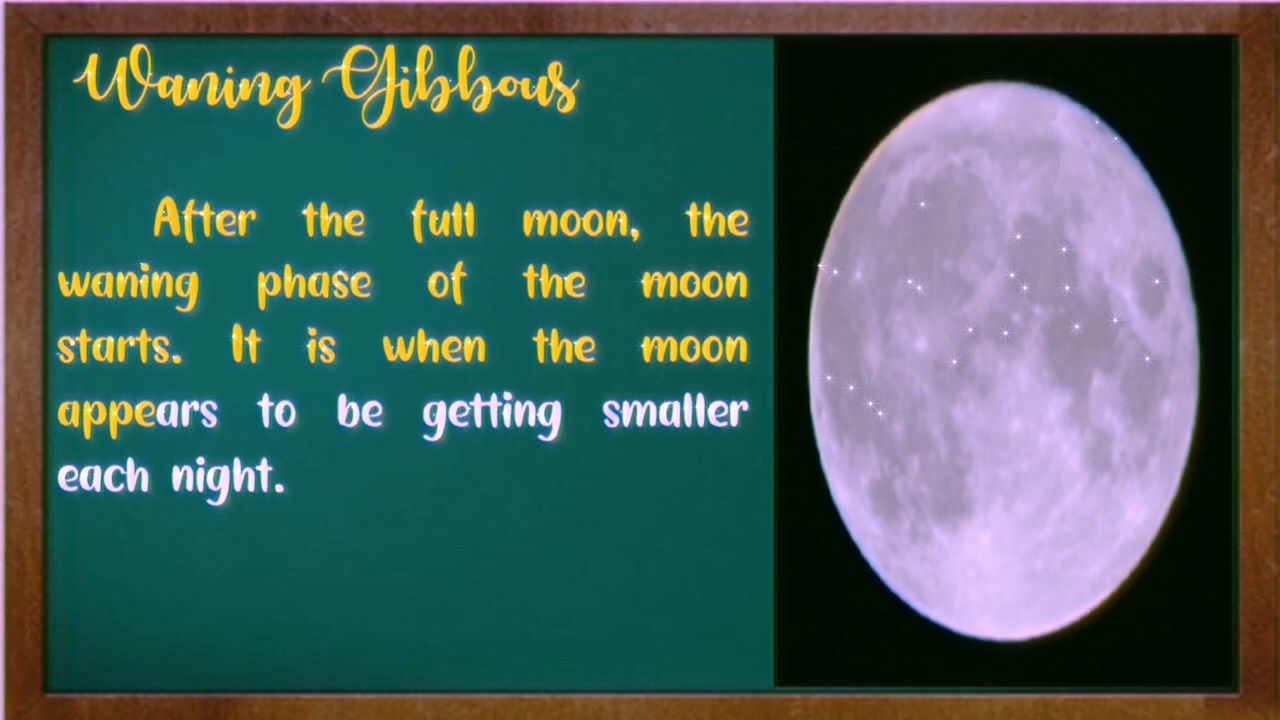 Waning Gibbous
After the full moon, the
waning phase of the moon
starts. It is when the moon
appears to be getting smaller
each night.